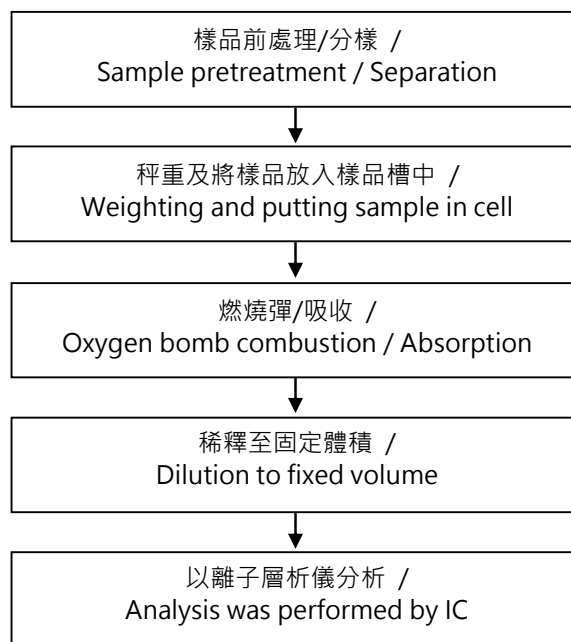 樣品前處理/分樣 /
Sample pretreatment / Separation
秤重及將樣品放入樣品槽中 /
Weighting and putting sample in cell
燃燒彈/吸收 /
Oxygen bomb combustion / Absorption
稀釋至固定體積 /
Dilution to fixed volume
以離子層析儀分析 /
Analysis was performed by IC